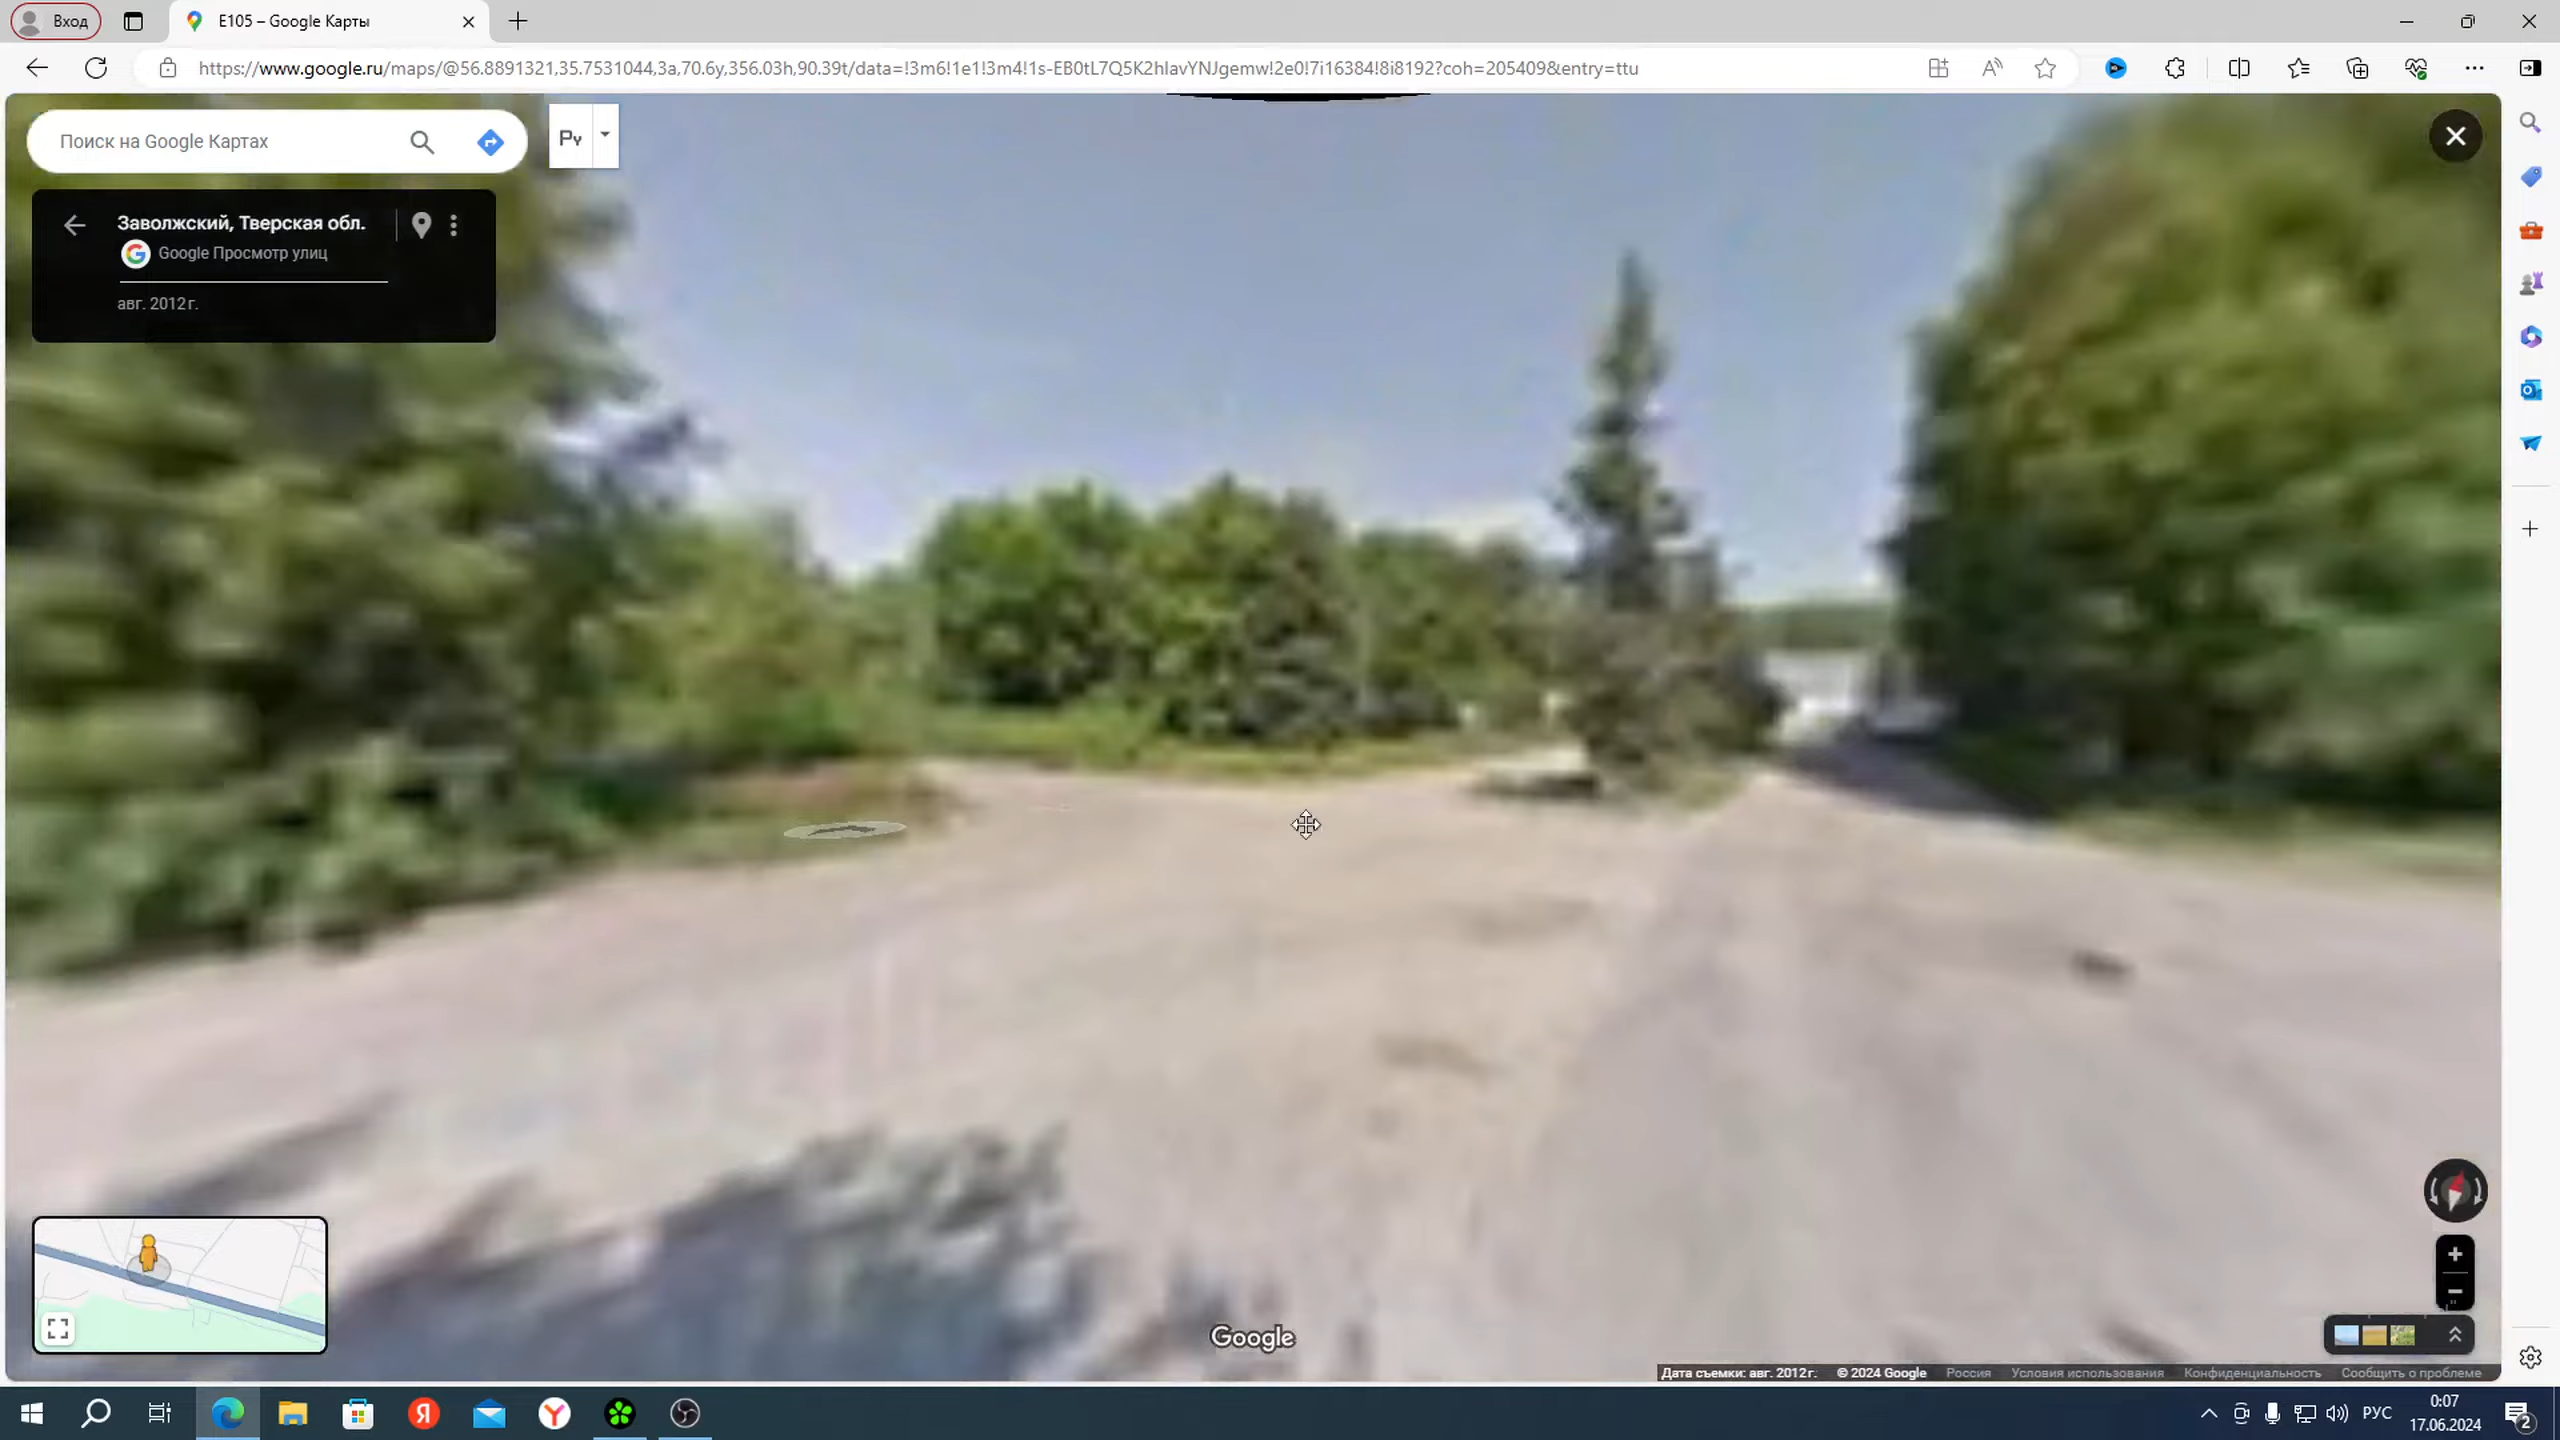 Вход
E105 – Google Карты
https://www.google.ru/maps/@56.8891321,35.7531044,3a,70.6y,356.03h,90.39t/data=!3m6!1e1!3m4!1s-EB0tL7Q5K2hIavYNJgemw!2e0!7i16384!8i8192?coh=205409&entry=ttu
Поиск на Google Картах
Ру
Заволжский, Тверская обл.
Google Просмотр улиц
авг. 2012 г.
Google
Дата съемки: авг. 2012 г. © 2024 Google Россия Условия использования Конфиденциальность Сообщить о проблеме
РУС
0:07
17.06.2024
2